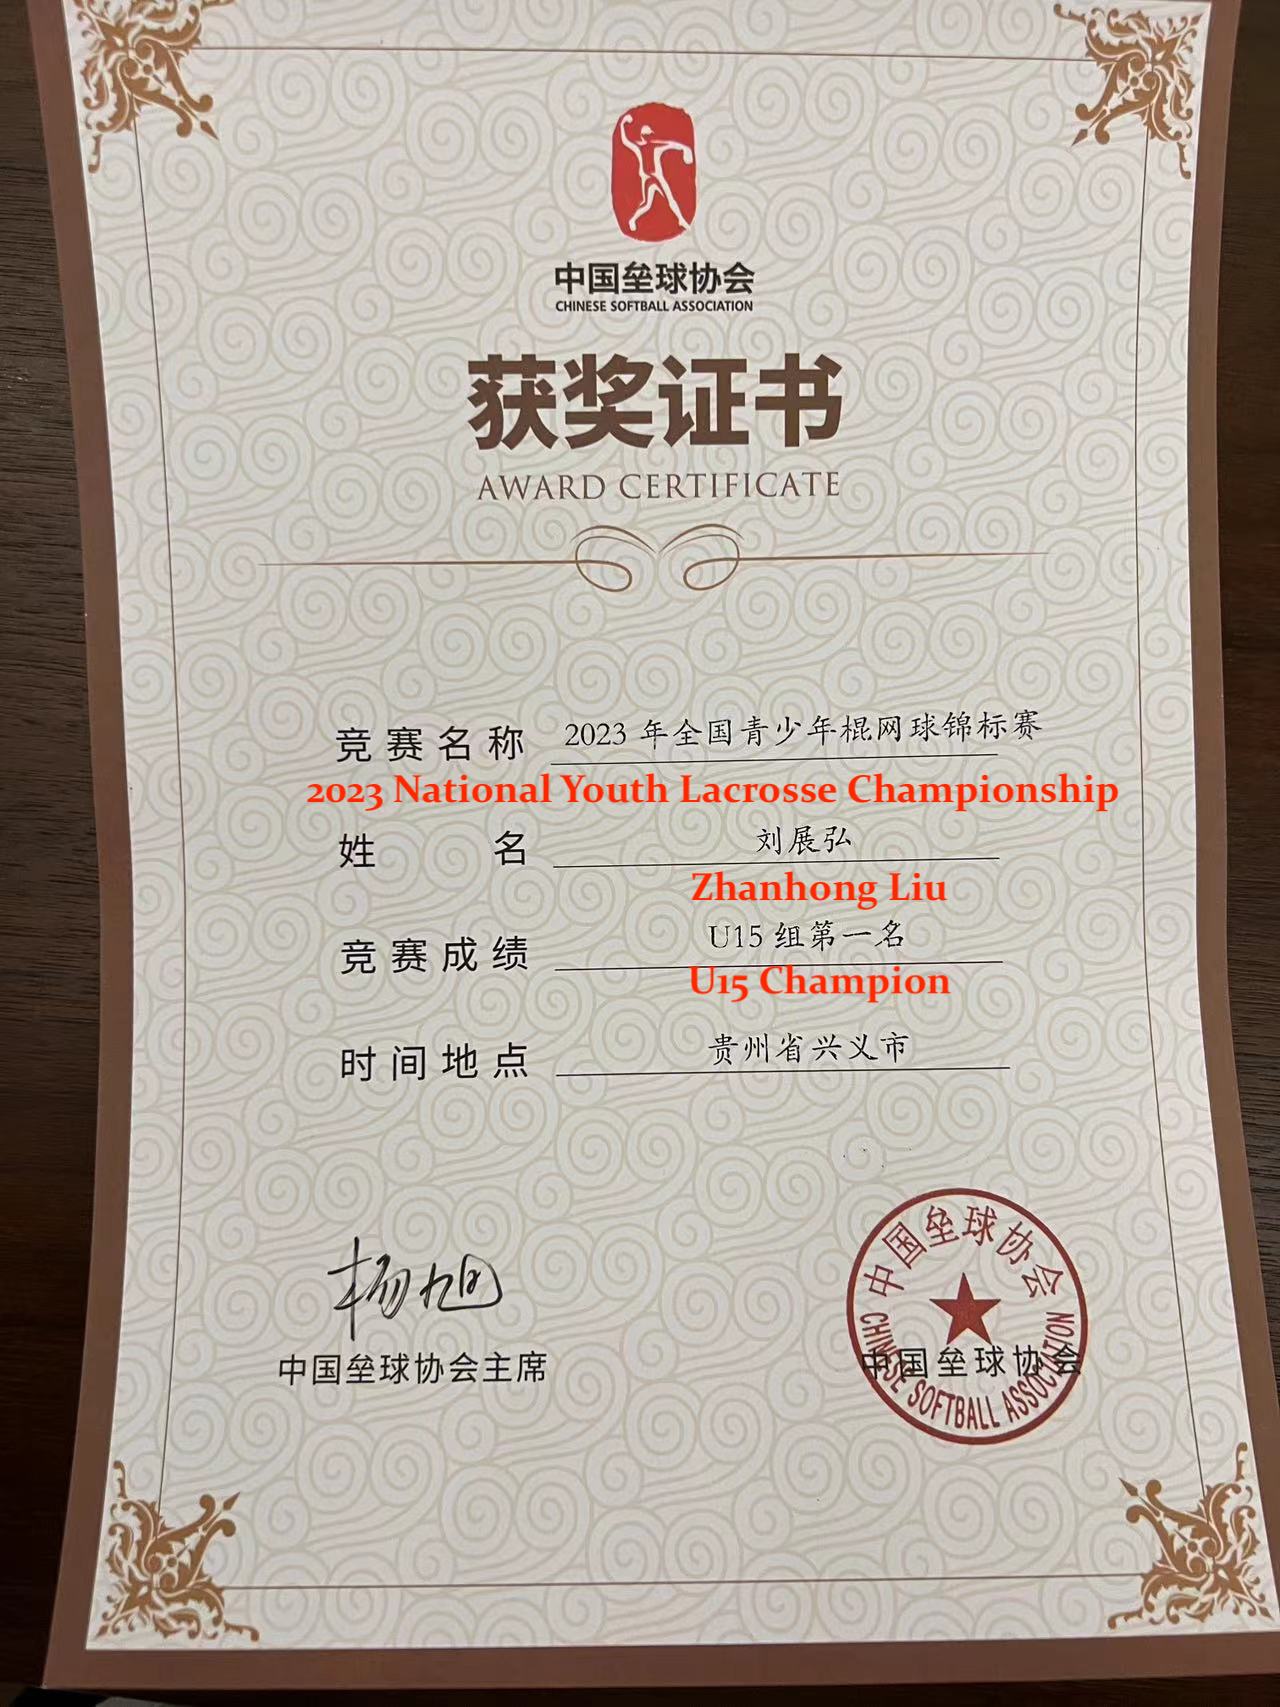 中国垒球协会
CHINESE SOFTBALL ASSOCIATION
获奖证书
AWARD CERTIFICATE
竞赛名称 2023 年全国青少年棍网球锦标赛
2023 National Youth Lacrosse Championship
姓名 刘展弘
Zhanhong Liu
竞赛成绩 U15 组第一名
U15 Champion
时间地点 贵州省兴义市
杨旭
中国垒球协会主席
中国垒球协会
中国垒球协会
CHINESE SOFTBALL ASSOCIATION